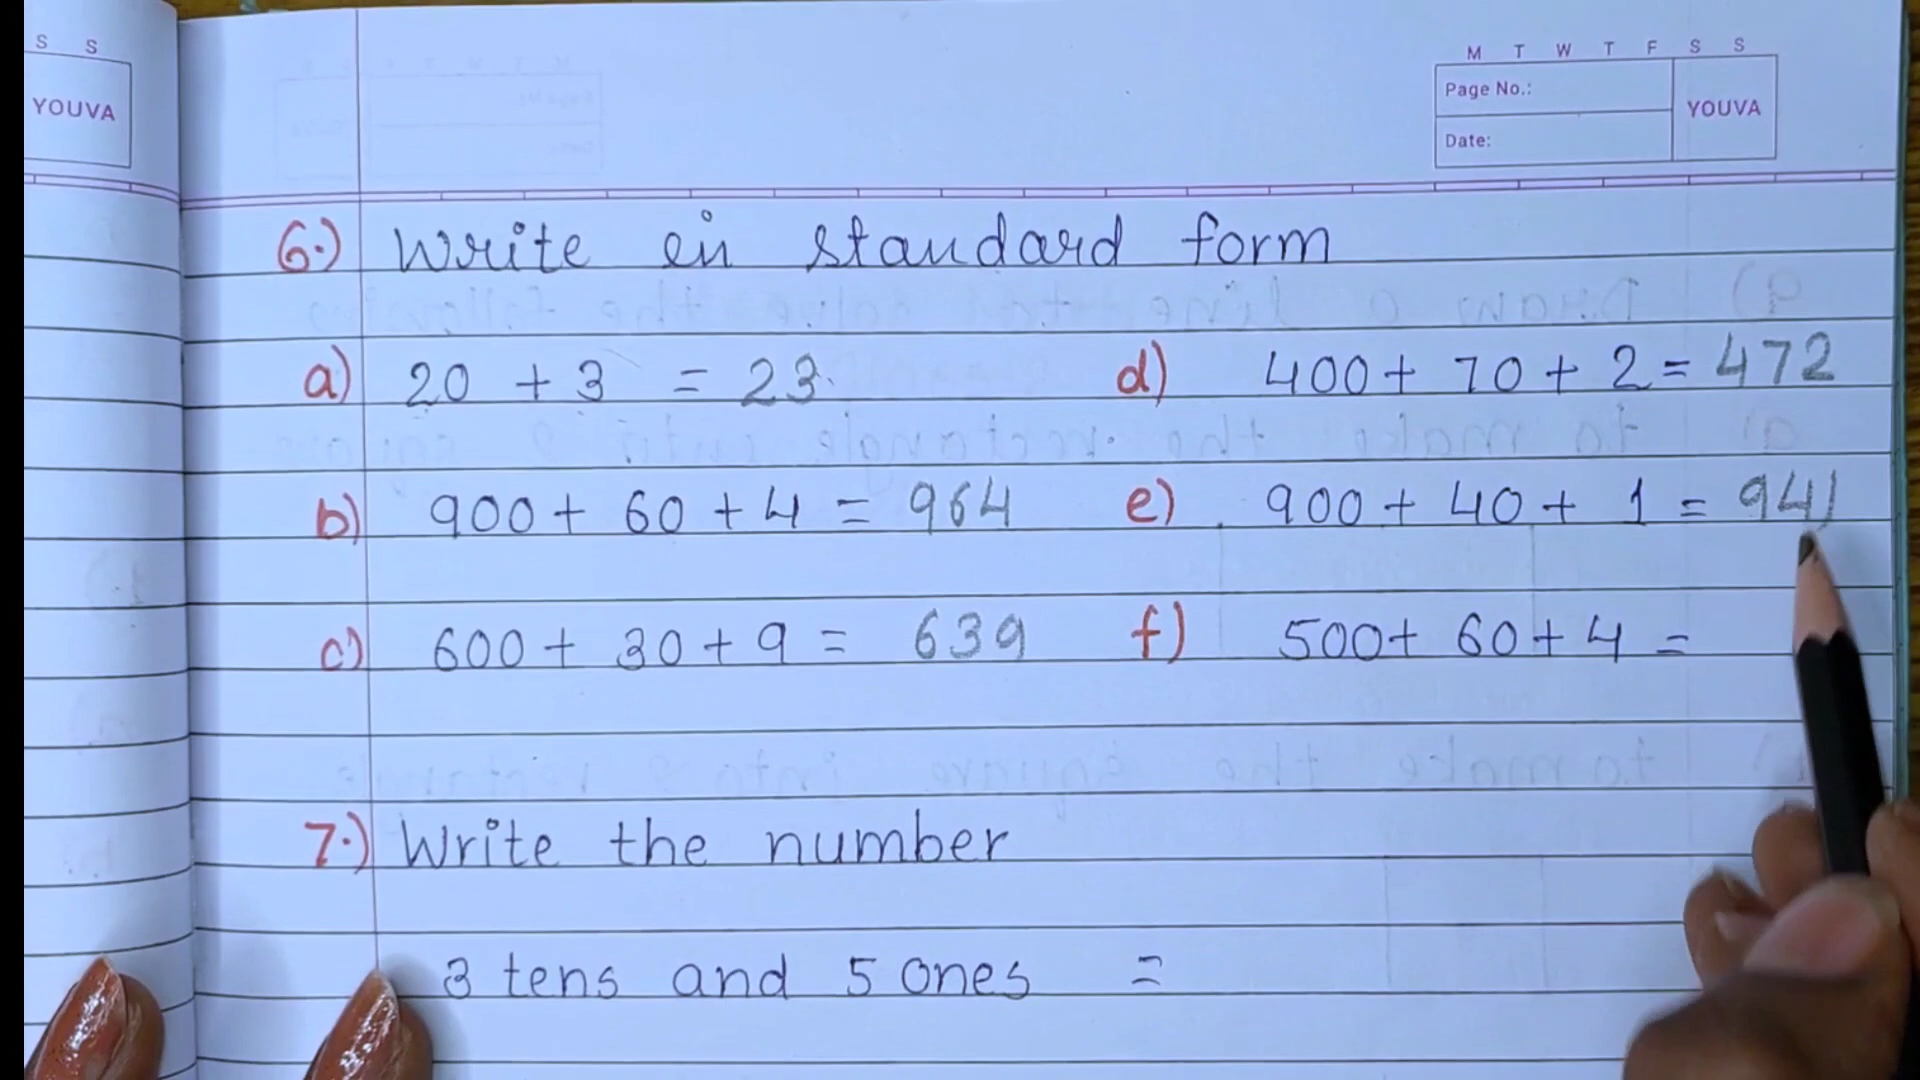 S S
YOUVA
M T W T F S S
Page No.:
Date:
YOUVA
6.) Write in standard form
a) 20 + 3 = 23.
d) 400 + 70 + 2 = 472
b) 900 + 60 + 4 = 964
e) 900 + 40 + 1 = 941
c) 600 + 30 + 9 = 639
f) 500 + 60 + 4 =
7.) Write the number
3 tens and 5 ones =